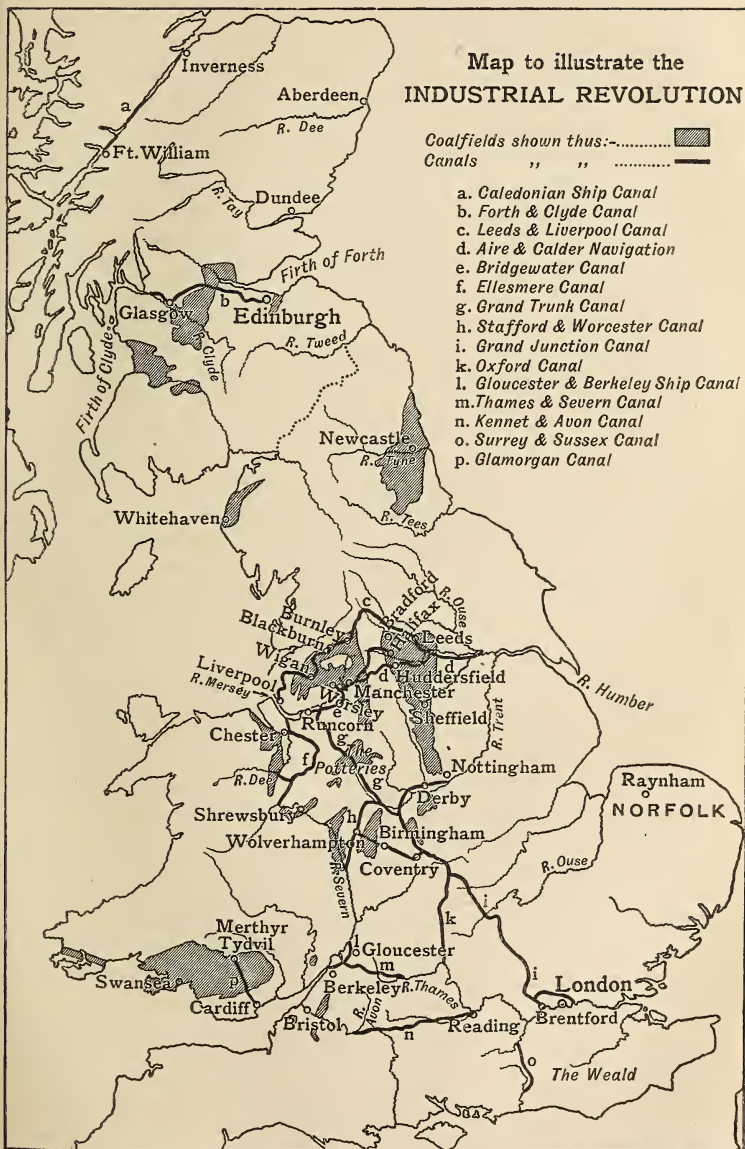 Map to illustrate the
INDUSTRIAL REVOLUTION
Coalfields shown thus:-............
Canals ,, ,, ............
a. Caledonian Ship Canal
b. Forth & Clyde Canal
c. Leeds & Liverpool Canal
d. Aire & Calder Navigation
e. Bridgewater Canal
f. Ellesmere Canal
g. Grand Trunk Canal
h. Stafford & Worcester Canal
i. Grand Junction Canal
k. Oxford Canal
l. Gloucester & Berkeley Ship Canal
m. Thames & Severn Canal
n. Kennet & Avon Canal
o. Surrey & Sussex Canal
p. Glamorgan Canal
Inverness
a
Aberdeen
R. Dee
Ft. William
R. Tay
Dundee
Firth of Forth
b
Glasgow
Edinburgh
R. Clyde
R. Tweed
Firth of Clyde
Newcastle
R. Tyne
Whitehaven
R. Tees
c
Bradford
R. Ouse
Burnley
Halifax
Blackburn
Leeds
Wigan
d
d
Huddersfield
Liverpool
R. Mersey
Worsley
Manchester
R. Humber
e
Runcorn
Sheffield
R. Trent
Chester
g
f
The
Potteries
g
R. Dee
Nottingham
Derby
Raynham
NORFOLK
Shrewsbury
h
Birmingham
Wolverhampton
Coventry
R. Severn
R. Ouse
i
k
Merthyr
Tydvil
l
Gloucester
m
i
London
p
Swansea
Berkeley
R. Thames
Cardiff
Bristol
R. Avon
Reading
Brentford
n
o
The Weald